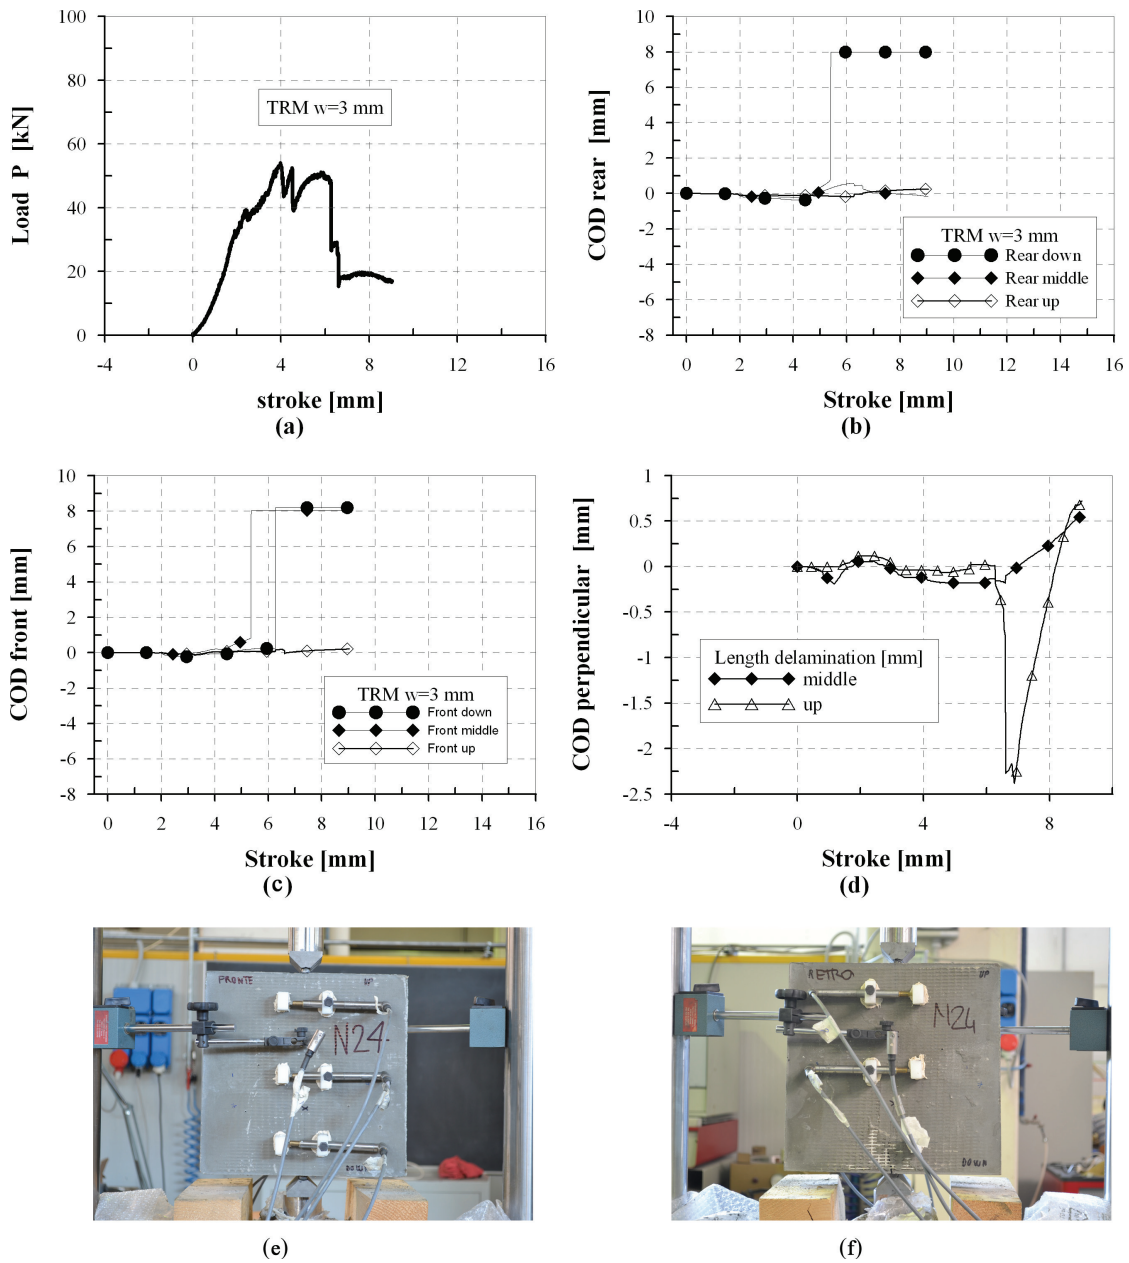 100
80
60
40
20
0
Load P [kN]
TRM w=3 mm
-4 0 4 8 12 16
stroke [mm]
(a)
10
8
6
4
2
0
-2
-4
-6
-8
COD rear [mm]
TRM w=3 mm
Rear down
Rear middle
Rear up
0 2 4 6 8 10 12 14 16
Stroke [mm]
(b)
10
8
6
4
2
0
-2
-4
-6
-8
COD front [mm]
TRM w=3 mm
Front down
Front middle
Front up
0 2 4 6 8 10 12 14 16
Stroke [mm]
(c)
1
0.5
0
-0.5
-1
-1.5
-2
-2.5
COD perpendicular [mm]
Length delamination [mm]
middle
up
-4 0 4 8
Stroke [mm]
(d)
FRONTE
N24
DOWN
(e)
RETRO
UP
N24
DOWN
(f)